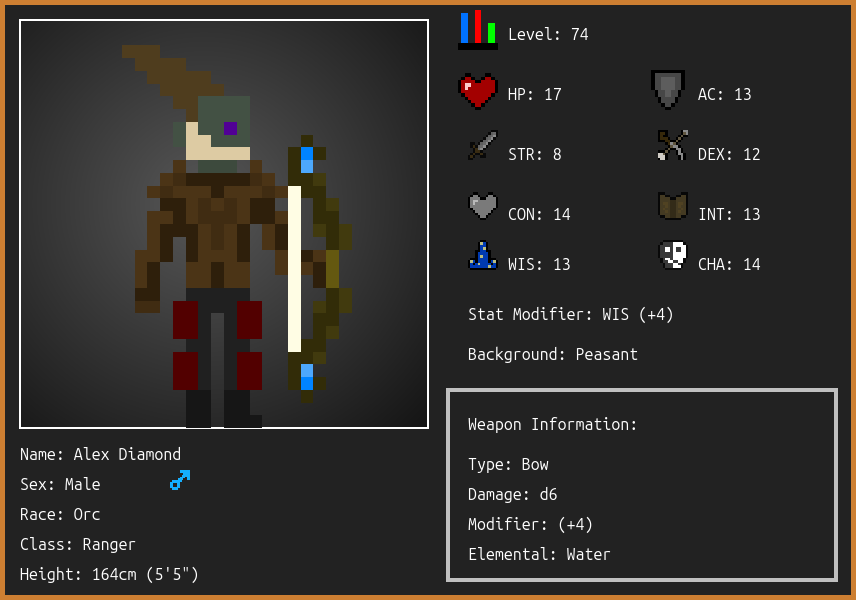 Level: 74
HP: 17
AC: 13
STR: 8
DEX: 12
CON: 14
INT: 13
WIS: 13
CHA: 14
Stat Modifier: WIS (+4)
Background: Peasant
Weapon Information:
Type: Bow
Damage: d6
Modifier: (+4)
Elemental: Water
Name: Alex Diamond
Sex: Male
Race: Orc
Class: Ranger
Height: 164cm (5'5")